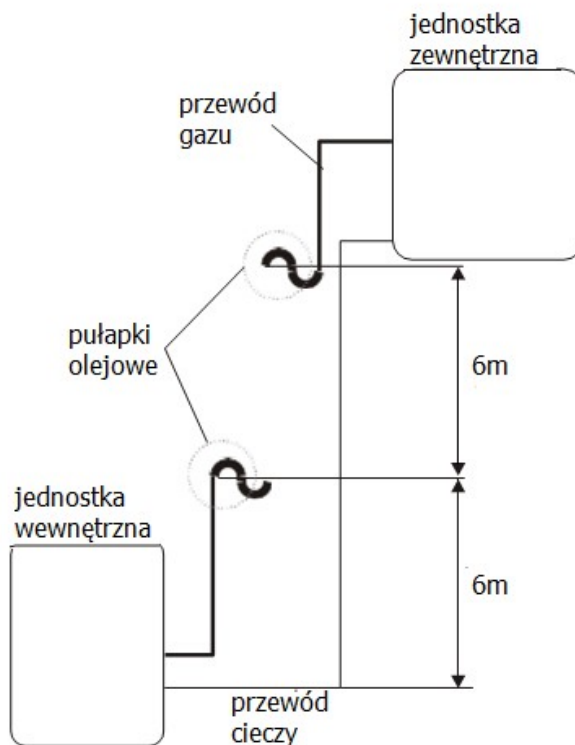 jednostka
zewnętrzna
przewód
gazu
pułapki
olejowe
6m
jednostka
wewnętrzna
6m
przewód
cieczy